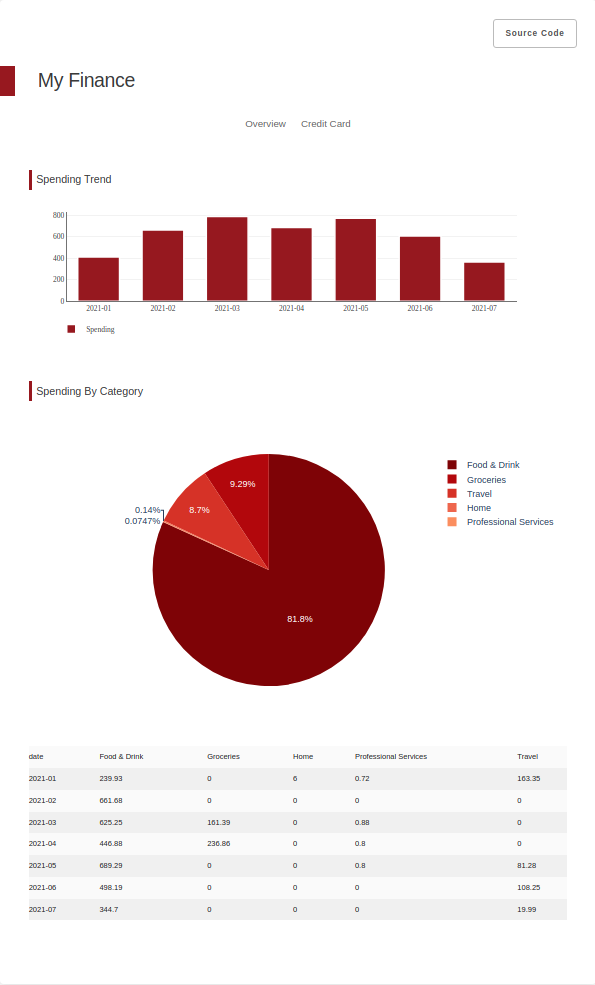 Source Code
My Finance
Overview Credit Card
Spending Trend
800
600
400
200
0
2021-01 2021-02 2021-03 2021-04 2021-05 2021-06 2021-07
Spending
Spending By Category
Food & Drink
Groceries
Travel
Home
Professional Services
9.29%
8.7%
0.14%
0.0747%
81.8%
date Food & Drink Groceries Home Professional Services Travel
2021-01 239.93 0 6 0.72 163.35
2021-02 661.68 0 0 0 0
2021-03 625.25 161.39 0 0.88 0
2021-04 446.88 236.86 0 0.8 0
2021-05 689.29 0 0 0.8 81.28
2021-06 498.19 0 0 0 108.25
2021-07 344.7 0 0 0 19.99